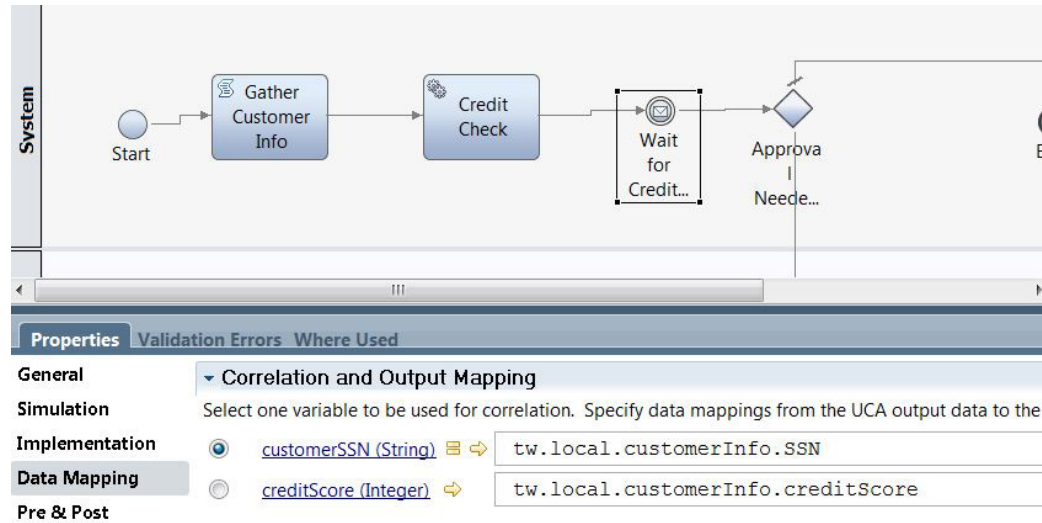 System
Start
Gather
Customer
Info
Credit
Check
Wait
for
Credit...
Approva
l
Neede...
E
Properties Validation Errors Where Used
General
Simulation
Implementation
Data Mapping
Pre & Post
Correlation and Output Mapping
Select one variable to be used for correlation. Specify data mappings from the UCA output data to the
customerSSN (String) tw.local.customerInfo.SSN
creditScore (Integer) tw.local.customerInfo.creditScore